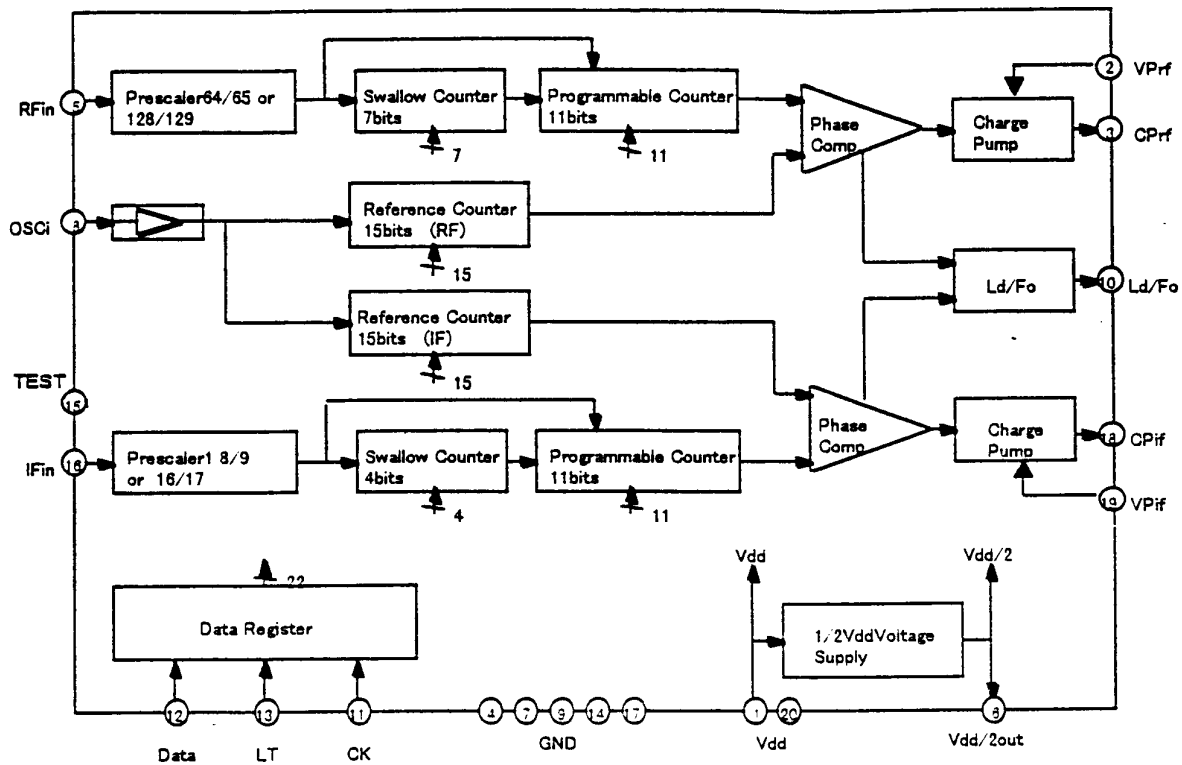 VPrf
2
RFin
5
Prescaler64/65 or
128/129
Swallow Counter
7bits
7
Programmable Counter
11bits
11
Phase
Comp
Charge
Pump
3
CPrf
OSCi
Reference Counter
15bits (RF)
15
Ld/Fo
10
Ld/Fo
Reference Counter
15bits (IF)
15
TEST
15
IFin
16
Prescaler1 8/9
or 16/17
Swallow Counter
4bits
4
Programmable Counter
11bits
11
Phase
Comp
Charge
Pump
18
CPif
19
VPif
22
Data Register
Vdd
Vdd/2
1/2VddVoltage
Supply
12
13
11
4
7
9
14
17
1
20
Data
LT
CK
GND
Vdd
Vdd/2out